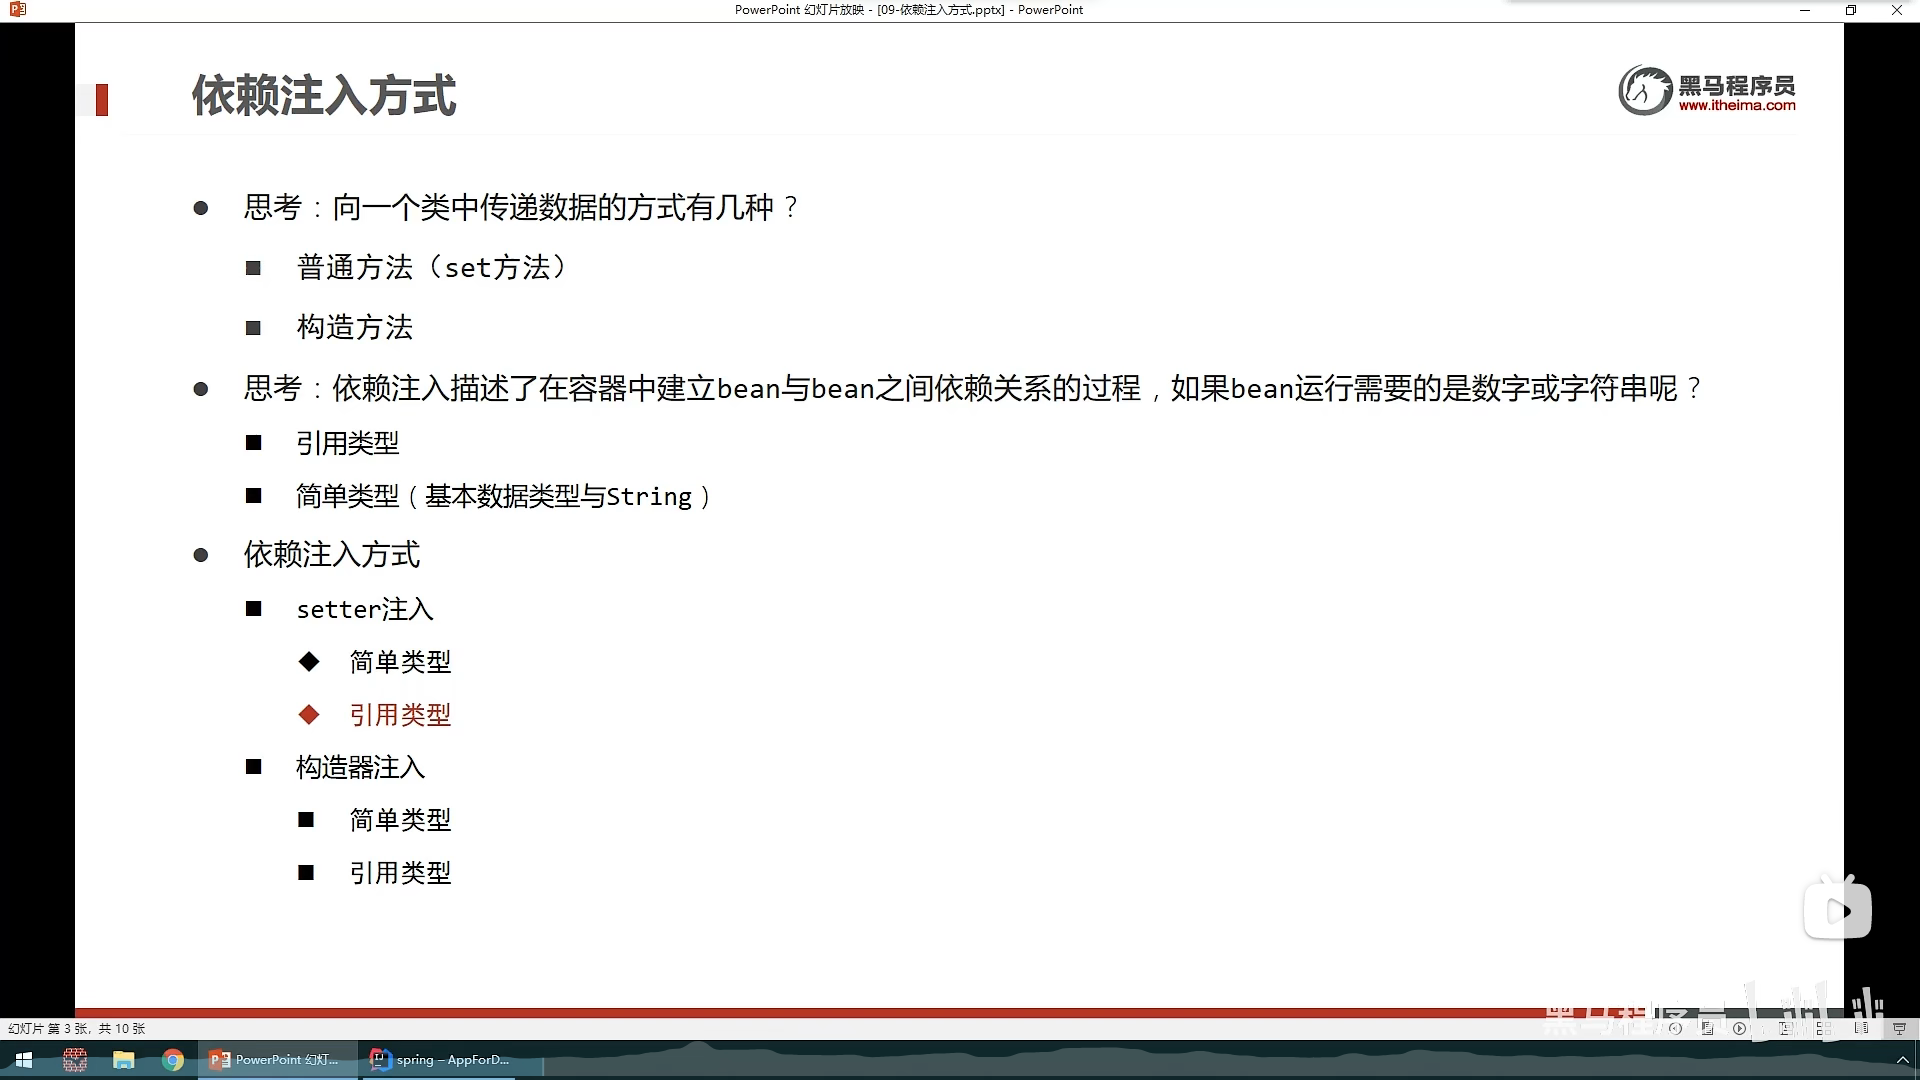 PowerPoint 幻灯片放映 - [09-依赖注入方式.pptx] - PowerPoint
依赖注入方式
黑马程序员
www.itheima.com
思考：向一个类中传递数据的方式有几种？
普通方法（set方法）
构造方法
思考：依赖注入描述了在容器中建立bean与bean之间依赖关系的过程，如果bean运行需要的是数字或字符串呢？
引用类型
简单类型（基本数据类型与String）
依赖注入方式
setter注入
简单类型
引用类型
构造器注入
简单类型
引用类型
黑马程序员
幻灯片 第 3 张，共 10 张
PowerPoint 幻灯...
spring – AppForD...